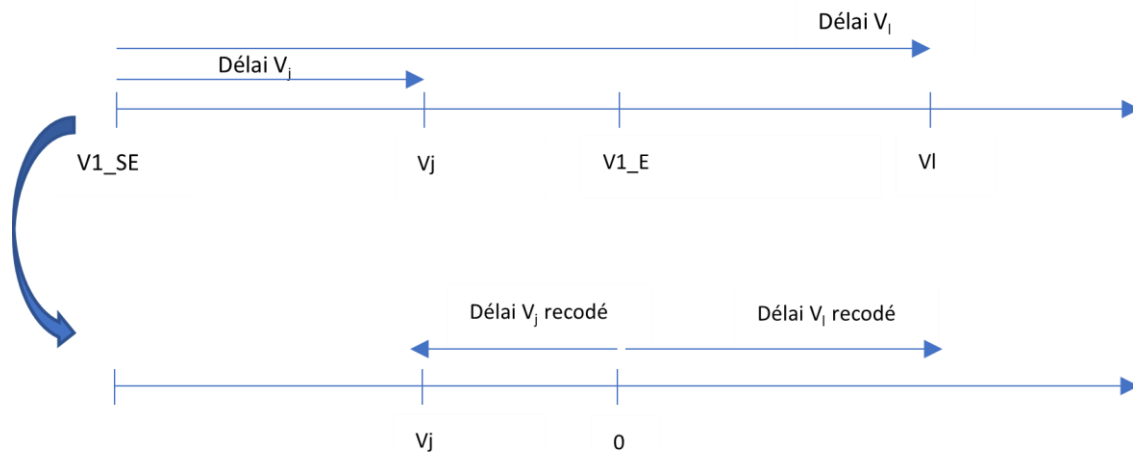 Délai Vₗ
Délai Vⱼ
V1_SE Vj V1_E Vl
Délai Vⱼ recodé Délai Vₗ recodé
Vj 0